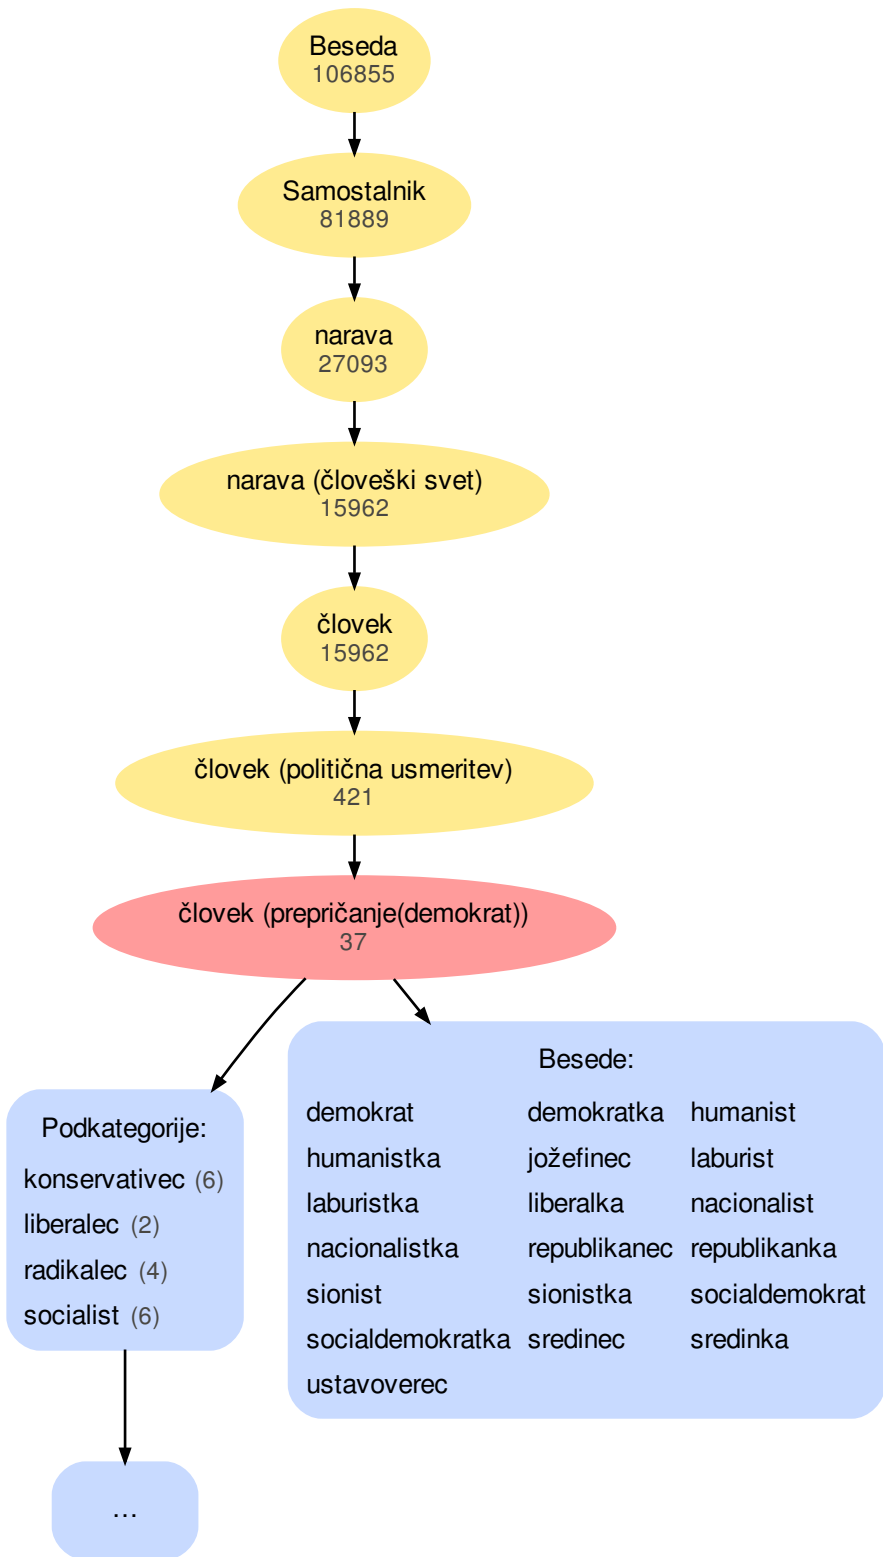 Beseda
106855
Samostalnik
81889
narava
27093
narava (človeški svet)
15962
človek
15962
človek (politična usmeritev)
421
človek (prepričanje(demokrat))
37
Podkategorije:
konservativec (6)
liberalec (2)
radikalec (4)
socialist (6)
...
Besede:
demokrat demokratka humanist
humanistka jožefinec laburist
laburistka liberalka nacionalist
nacionalistka republikanec republikanka
sionist sionistka socialdemokrat
socialdemokratka sredinec sredinka
ustavoverec